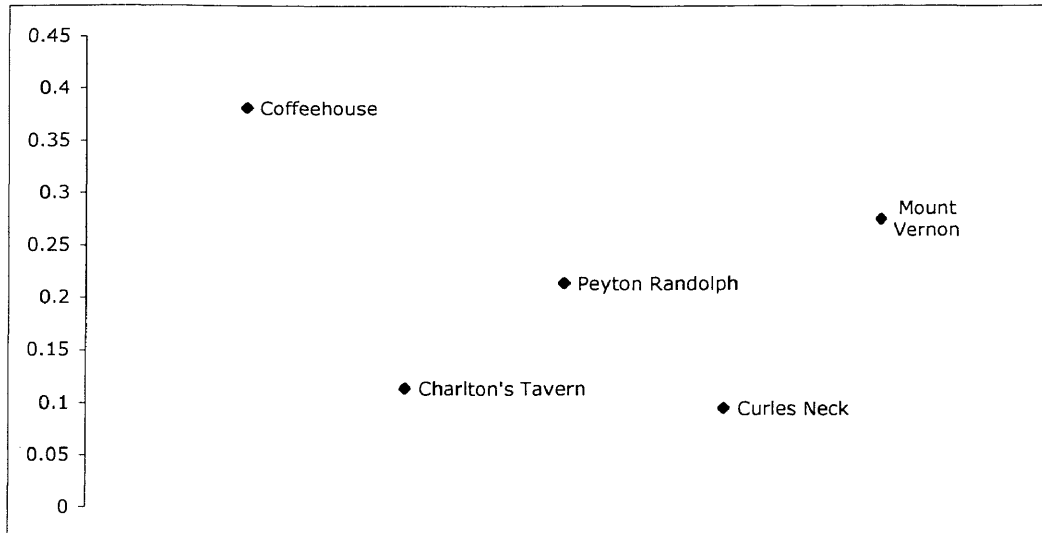 0.45
0.4
Coffeehouse
0.35
0.3
Mount
Vernon
0.25
Peyton Randolph
0.2
0.15
Charlton's Tavern
0.1
Curles Neck
0.05
0